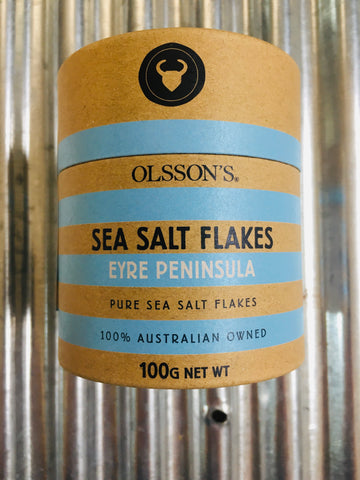 OLSSON'S®
SEA SALT FLAKES
EYRE PENINSULA
PURE SEA SALT FLAKES
100% AUSTRALIAN OWNED
100G NET WT